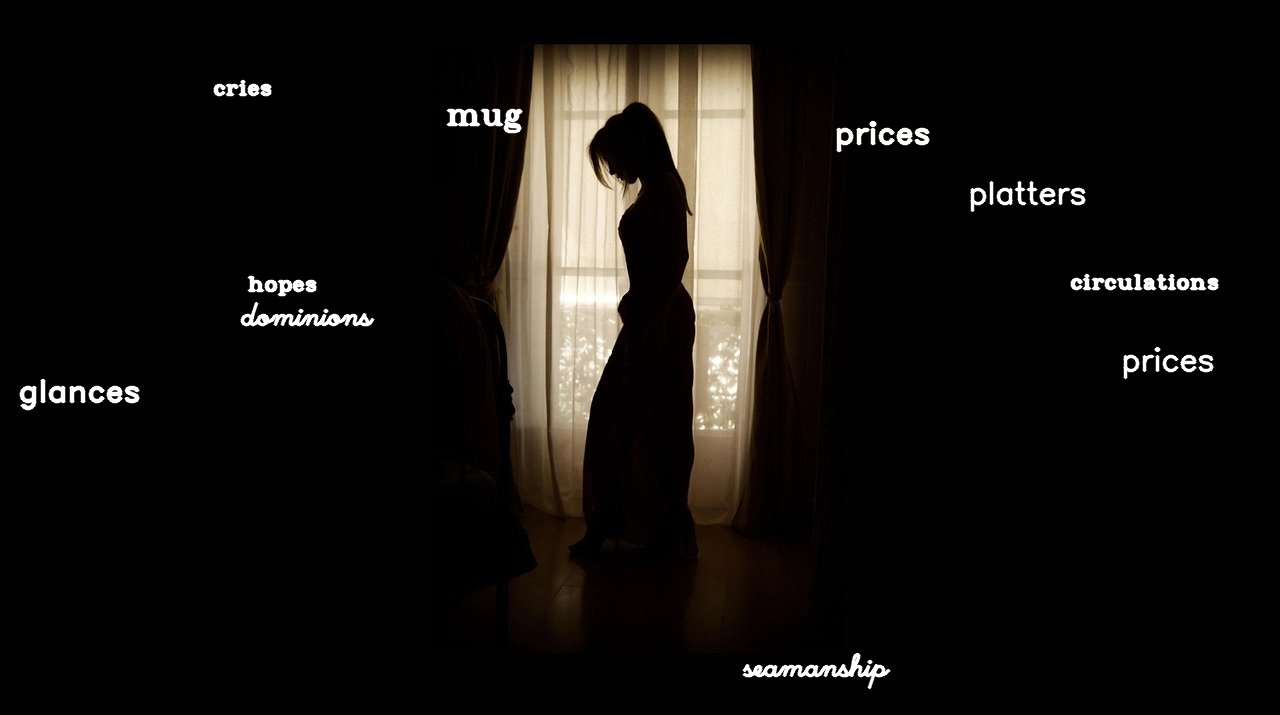 cries
mug
prices
platters
hopes
circulations
dominions
prices
glances
seamanship